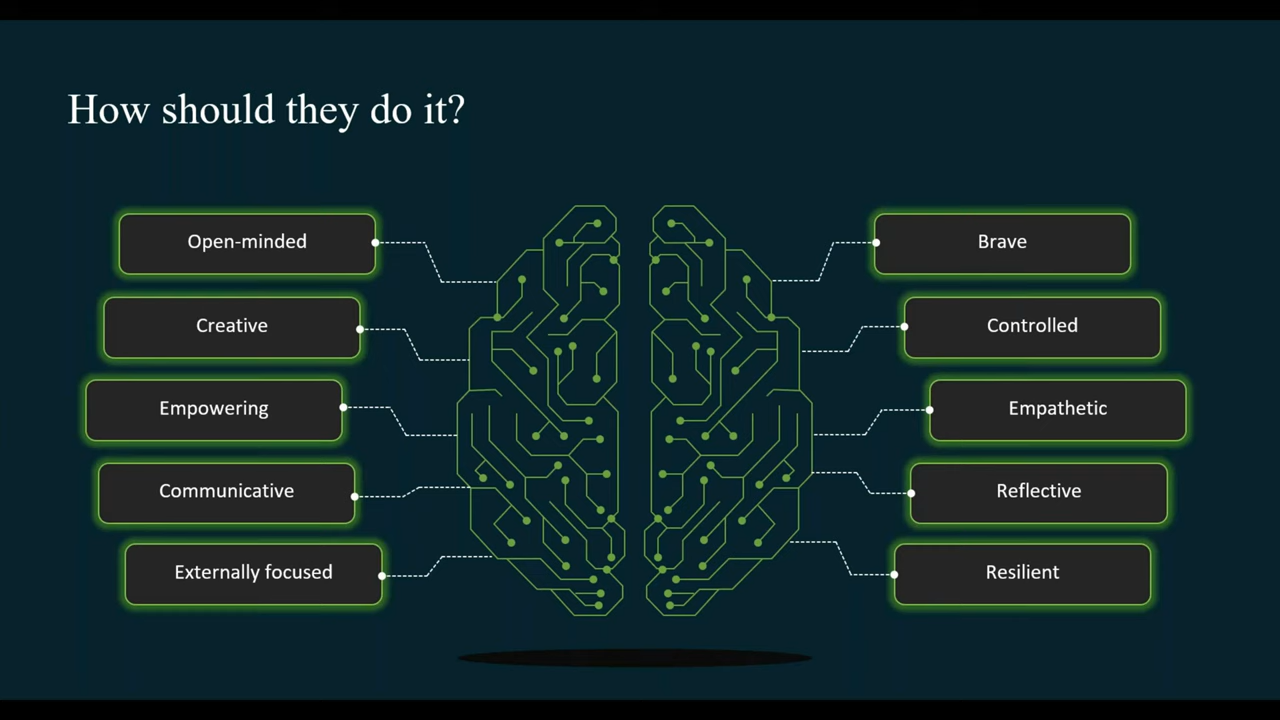 How should they do it?
Open-minded
Creative
Empowering
Communicative
Externally focused
Brave
Controlled
Empathetic
Reflective
Resilient